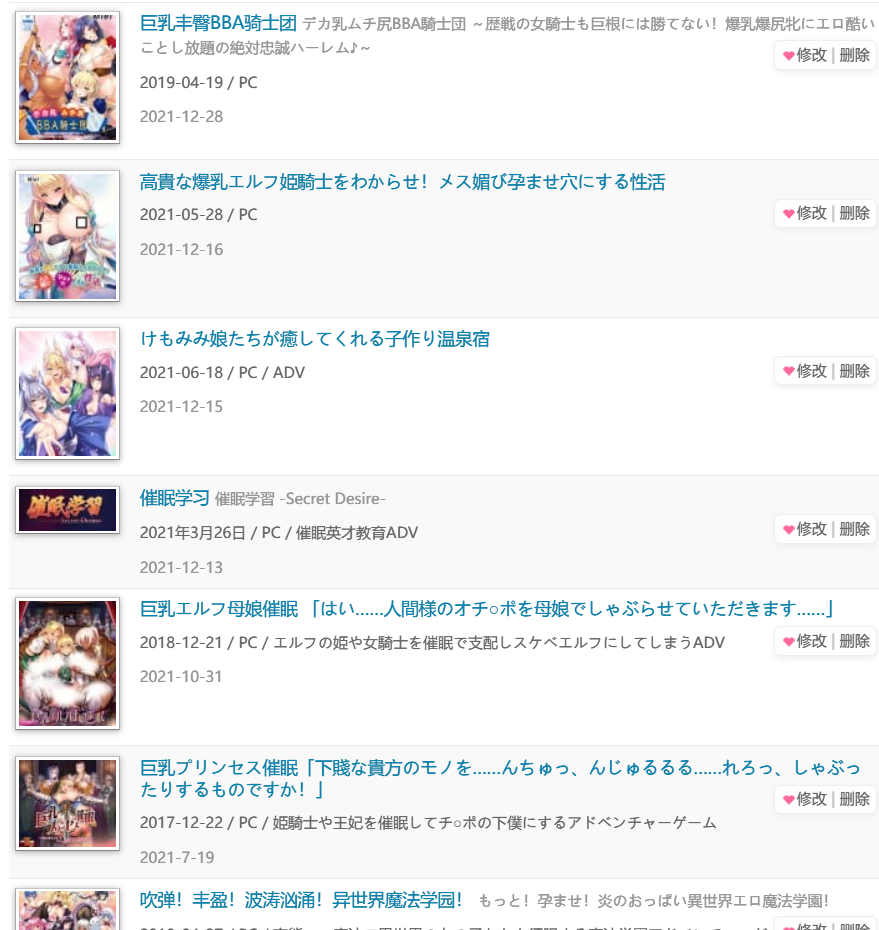 巨乳丰臀BBA骑士团 デカ乳ムチ尻BBA騎士団 ～歴戦の女騎士も巨根には勝てない！爆乳爆尻牝にエロ酷い
ことし放題の絶対忠誠ハーレム♪～
修改 | 删除
2019-04-19 / PC
2021-12-28
BBA騎士団
高貴な爆乳エルフ姫騎士をわからせ！メス媚び孕ませ穴にする性活
2021-05-28 / PC
修改 | 删除
2021-12-16
けもみみ娘たちが癒してくれる子作り温泉宿
2021-06-18 / PC / ADV
修改 | 删除
2021-12-15
催眠学習
催眠学习 催眠学習 -Secret Desire-
2021年3月26日 / PC / 催眠英才教育ADV
修改 | 删除
2021-12-13
巨乳エルフ母娘催眠 「はい……人間様のオチ○ポを母娘でしゃぶらせていただきます……」
2018-12-21 / PC / エルフの姫や女騎士を催眠で支配しスケベエルフにしてしまうADV
修改 | 删除
2021-10-31
巨乳プリンセス催眠「下賤な貴方のモノを……んちゅっ、んじゅるるる……れろっ、しゃぶっ
たりするものですか！」
修改 | 删除
2017-12-22 / PC / 姫騎士や王妃を催眠してチ○ポの下僕にするアドベンチャーゲーム
2021-7-19
吹弹！丰盈！波涛汹涌！异世界魔法学园！ もっと！孕ませ！炎のおっぱい異世界エロ魔法学園！
修改 | 删除